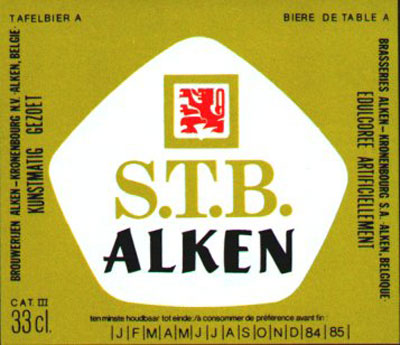 TAFELBIER A
BIERE DE TABLE A
BROUWERIJEN ALKEN-KRONENBOURG N.V. ALKEN, BELGIE
KUNSTMATIG GEZOET
S.T.B.
ALKEN
BRASSERIES ALKEN-KRONENBOURG S.A. ALKEN, BELGIQUE
EDULCOREE ARTIFICIELLEMENT
CAT. III
33 cl.
ten minste houdbaar tot einde:/à consommer de préférence avant fin:
|J|F|M|A|M|J|J|A|S|O|N|D|84|85|